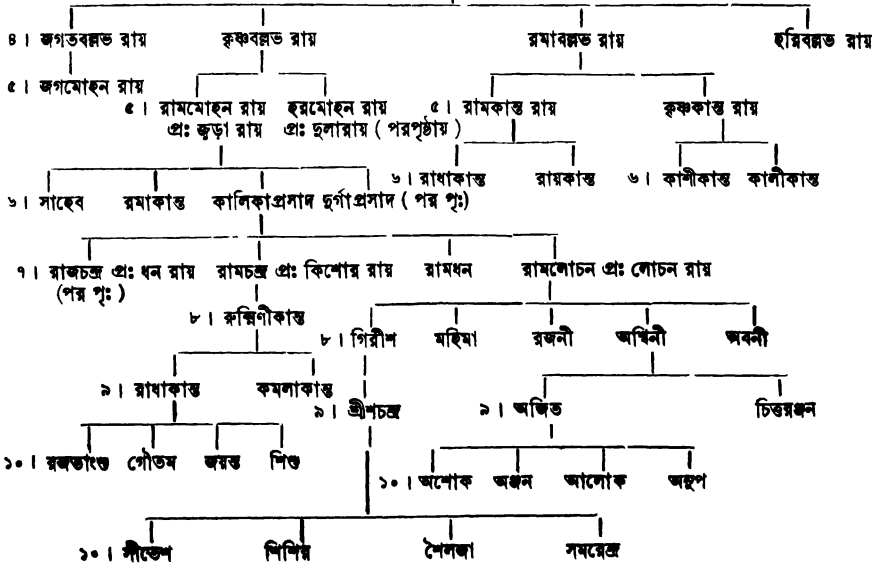 ৪। জগতবল্লভ রায় কৃষ্ণবল্লভ রায় রমাবল্লভ রায় হরিবল্লভ রায়
৫। জগমোহন রায়
৫। রামমোহন রায় হরমোহন রায় ৫। রামকান্ত রায় কৃষ্ণকান্ত রায়
প্রঃ জুড়া রায় প্রঃ দুলারায় ( পরপৃষ্ঠায় )
৬। রাধাকান্ত রায়কান্ত ৬। কাশীকান্ত কালীকান্ত
৬। সাহেব রমাকান্ত কালিকাপ্রসাদ দুর্গাপ্রসাদ ( পর পৃঃ )
৭। রাজচন্দ্র প্রঃ ধন রায় রামচন্দ্র প্রঃ কিশোর রায় রামধন রামলোচন প্রঃ লোচন রায়
(পর পৃঃ )
৮। রুক্মিণীকান্ত
৮। গিরীশ মহিমা রজনী অশ্বিনী অবনী
৯। রাধাকান্ত কমলাকান্ত
৯। শ্রীশচন্দ্র ৯। অজিত চিত্তরঞ্জন
১০। রজতাংশু গৌতম জয়ন্ত শিশু
১০। অশোক অঞ্জন আলোক অনুপ
১০। সীতেশ শিশির শৈলজা সমরেন্দ্র